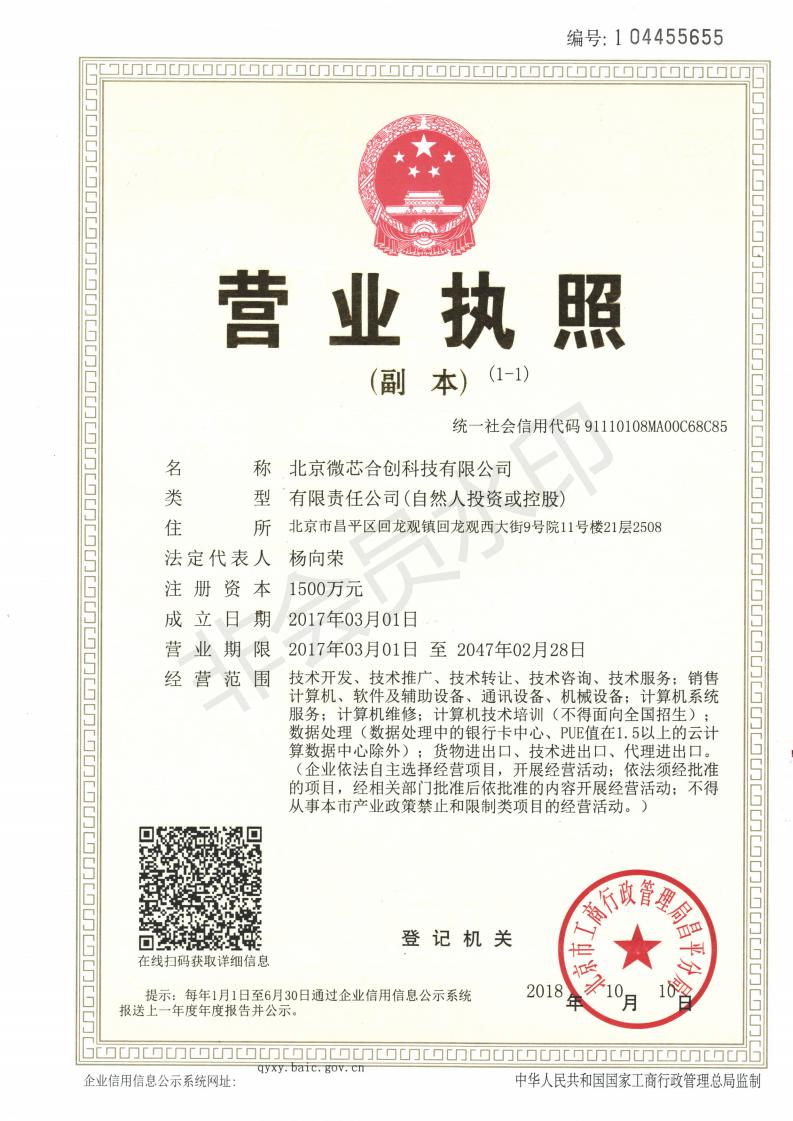 编号: 1 04455655
营业执照
(副 本) (1-1)
统一社会信用代码 91110108MA00C68C85
名 称 北京微芯合创科技有限公司
类 型 有限责任公司(自然人投资或控股)
住 所 北京市昌平区回龙观镇回龙观西大街9号院11号楼21层2508
法定代表人 杨向荣
注册资本 1500万元
成立日期 2017年03月01日
营业期限 2017年03月01日 至 2047年02月28日
经营范围 技术开发、技术推广、技术转让、技术咨询、技术服务；销售
计算机、软件及辅助设备、通讯设备、机械设备；计算机系统
服务；计算机维修；计算机技术培训（不得面向全国招生）；
数据处理（数据处理中的银行卡中心、PUE值在1.5以上的云计
算数据中心除外）；货物进出口、技术进出口、代理进出口。
（企业依法自主选择经营项目，开展经营活动；依法须经批准
的项目，经相关部门批准后依批准的内容开展经营活动；不得
从事本市产业政策禁止和限制类项目的经营活动。）
非会员水印
在线扫码获取详细信息
登记机关
北京市工商行政管理局昌平分局
2018年 10月 10日
提示：每年1月1日至6月30日通过企业信用信息公示系统
报送上一年度年度报告并公示。
qyxy.baic.gov.cn
企业信用信息公示系统网址：
中华人民共和国国家工商行政管理总局监制